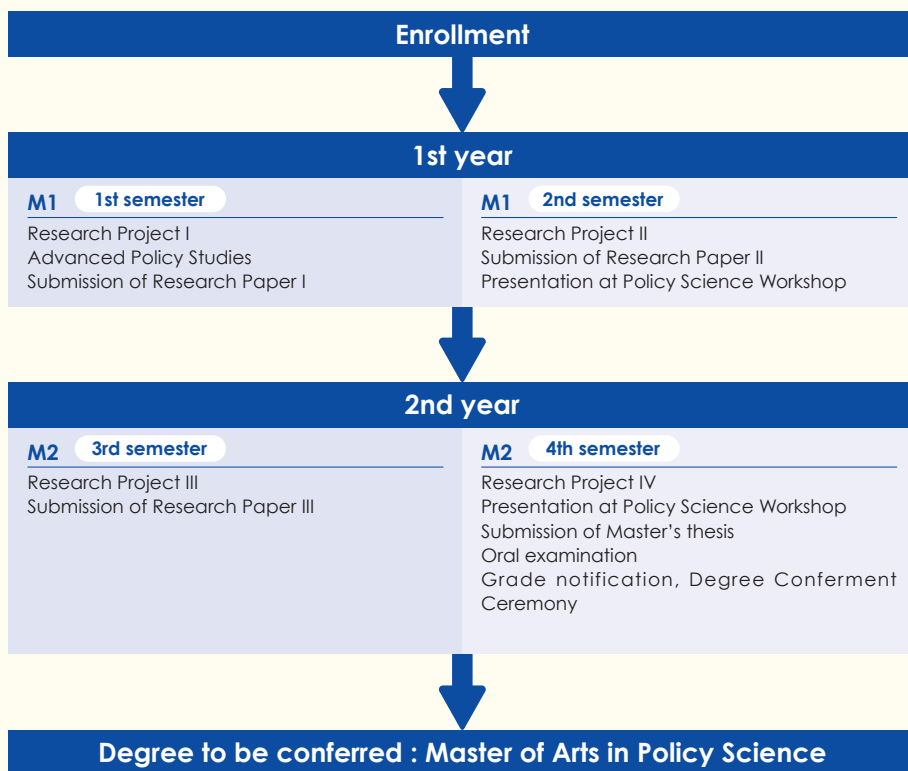 Enrollment
1st year
M1 1st semester
Research Project I
Advanced Policy Studies
Submission of Research Paper I
M1 2nd semester
Research Project II
Submission of Research Paper II
Presentation at Policy Science Workshop
2nd year
M2 3rd semester
Research Project III
Submission of Research Paper III
M2 4th semester
Research Project IV
Presentation at Policy Science Workshop
Submission of Master's thesis
Oral examination
Grade notification, Degree Conferment
Ceremony
Degree to be conferred : Master of Arts in Policy Science